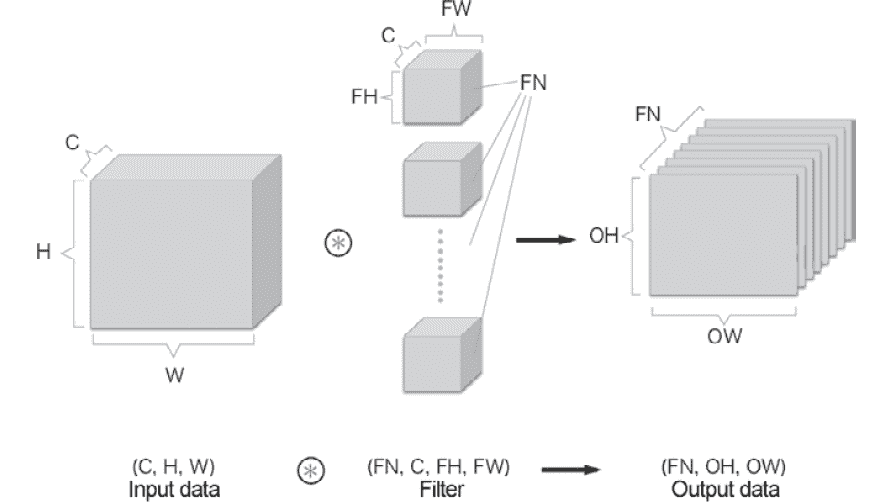 FW
C
FH
FN
FN
C
H
OH
OW
W
(C, H, W) (FN, C, FH, FW) (FN, OH, OW)
Input data Filter Output data